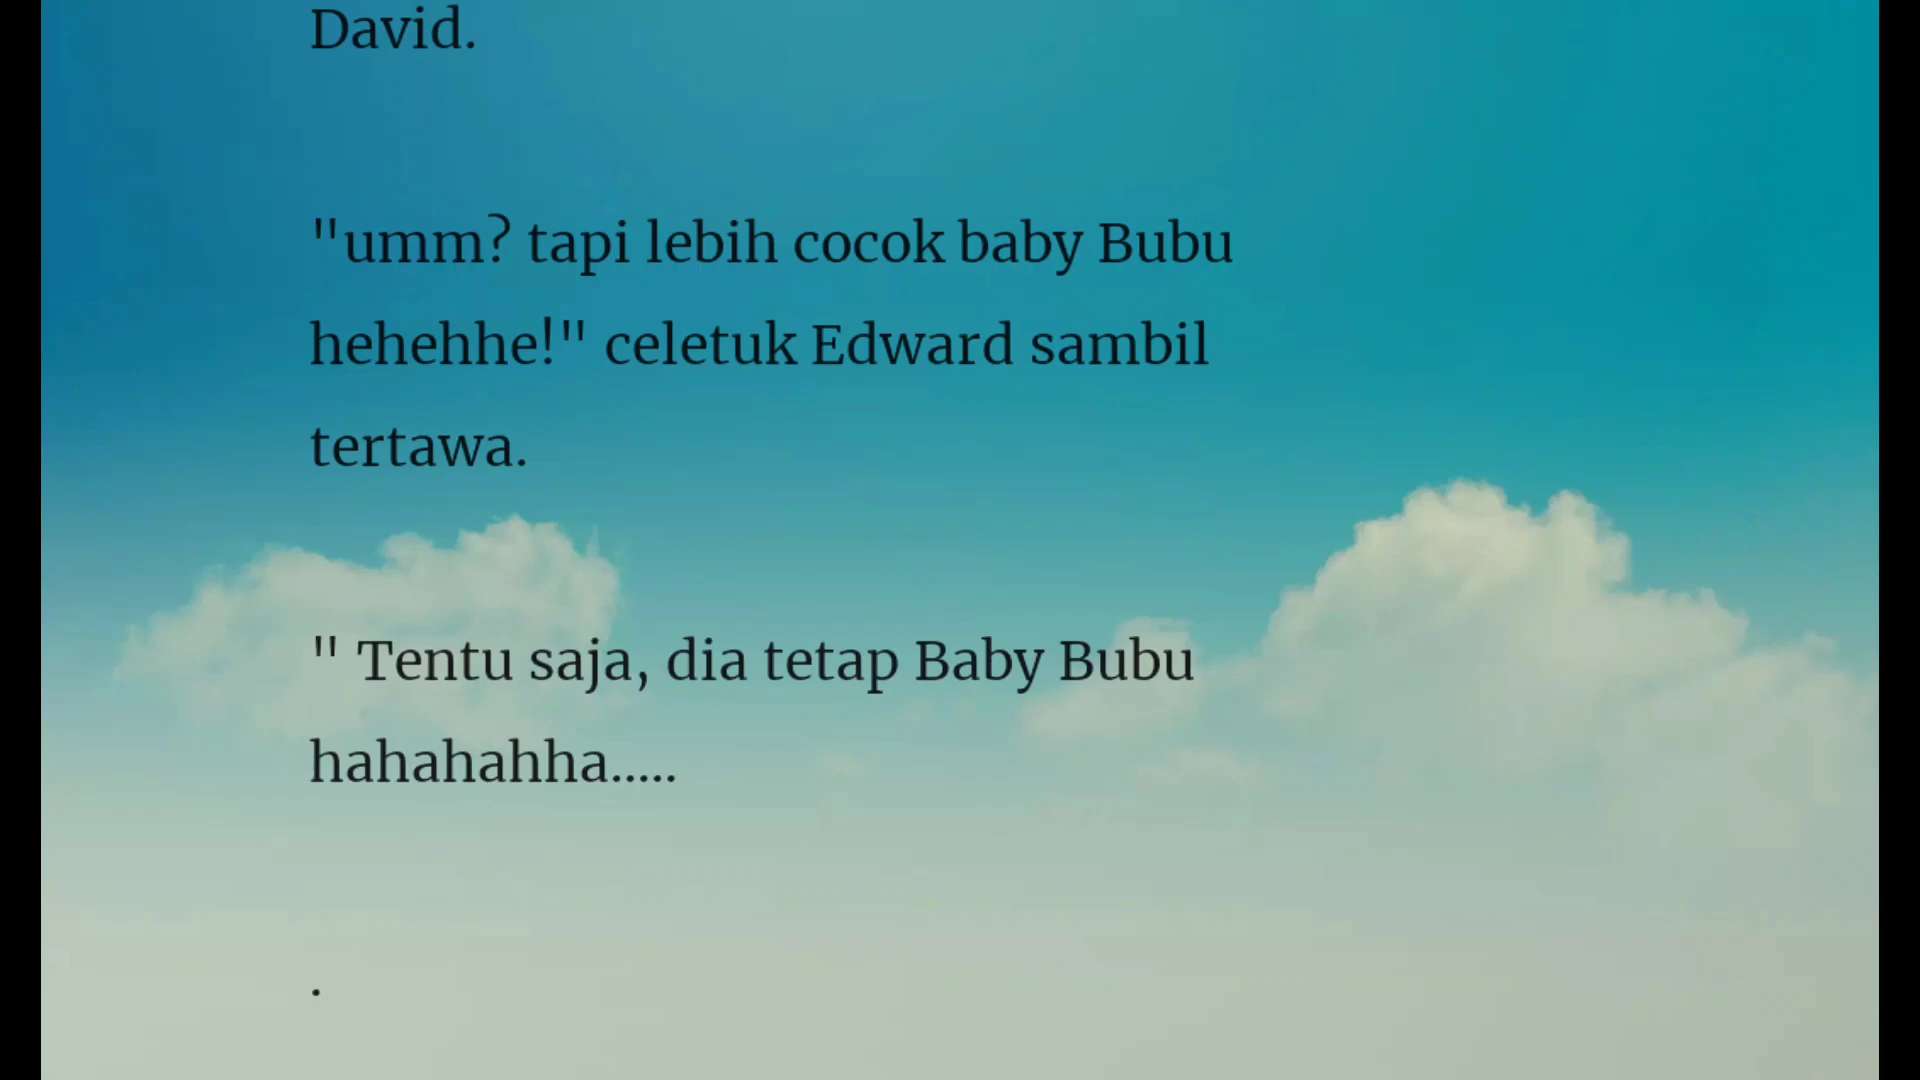 David.
"umm? tapi lebih cocok baby Bubu
hehehhe!" celetuk Edward sambil
tertawa.
" Tentu saja, dia tetap Baby Bubu
hahahahha.....
.